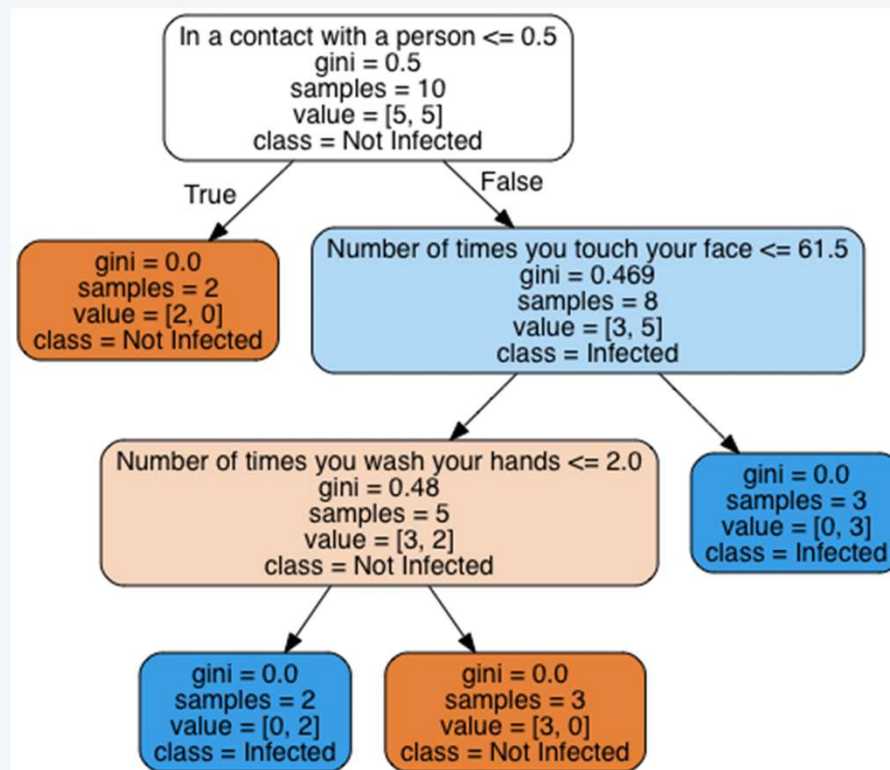 In a contact with a person <= 0.5
gini = 0.5
samples = 10
value = [5, 5]
class = Not Infected
True
False
gini = 0.0
samples = 2
value = [2, 0]
class = Not Infected
Number of times you touch your face <= 61.5
gini = 0.469
samples = 8
value = [3, 5]
class = Infected
Number of times you wash your hands <= 2.0
gini = 0.48
samples = 5
value = [3, 2]
class = Not Infected
gini = 0.0
samples = 3
value = [0, 3]
class = Infected
gini = 0.0
samples = 2
value = [0, 2]
class = Infected
gini = 0.0
samples = 3
value = [3, 0]
class = Not Infected